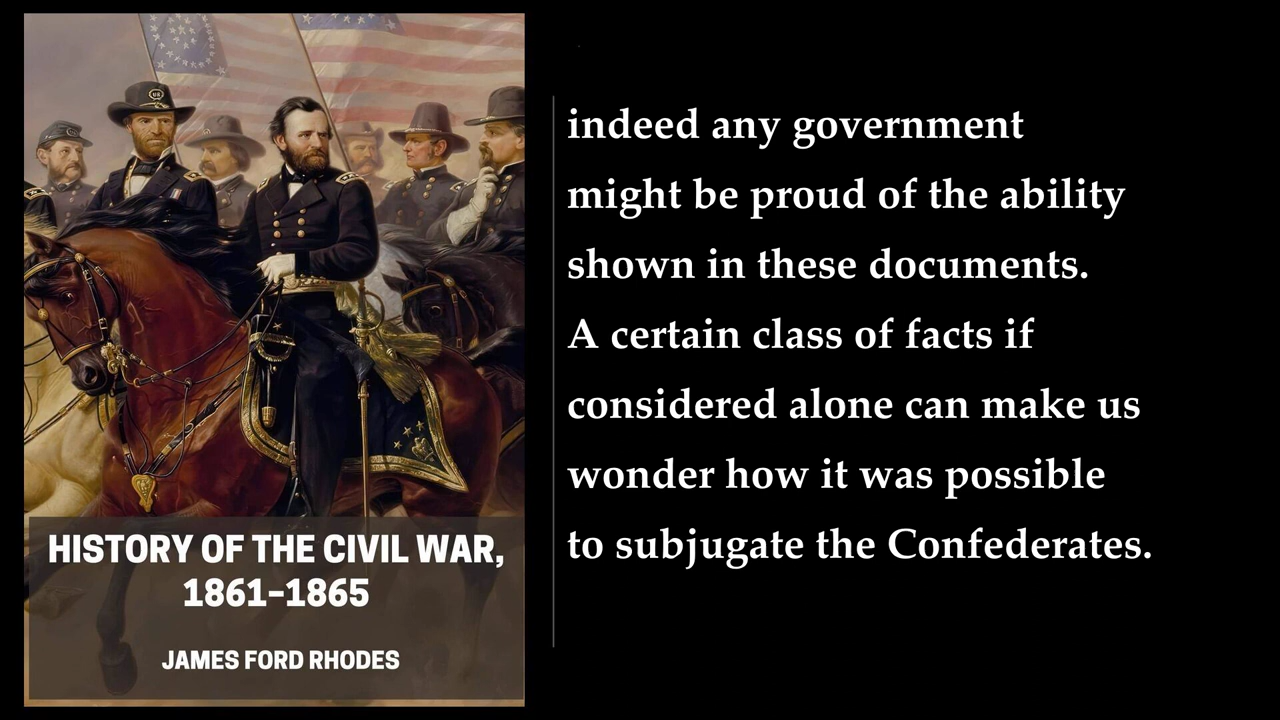 HISTORY OF THE CIVIL WAR,
1861–1865
JAMES FORD RHODES
indeed any government
might be proud of the ability
shown in these documents.
A certain class of facts if
considered alone can make us
wonder how it was possible
to subjugate the Confederates.